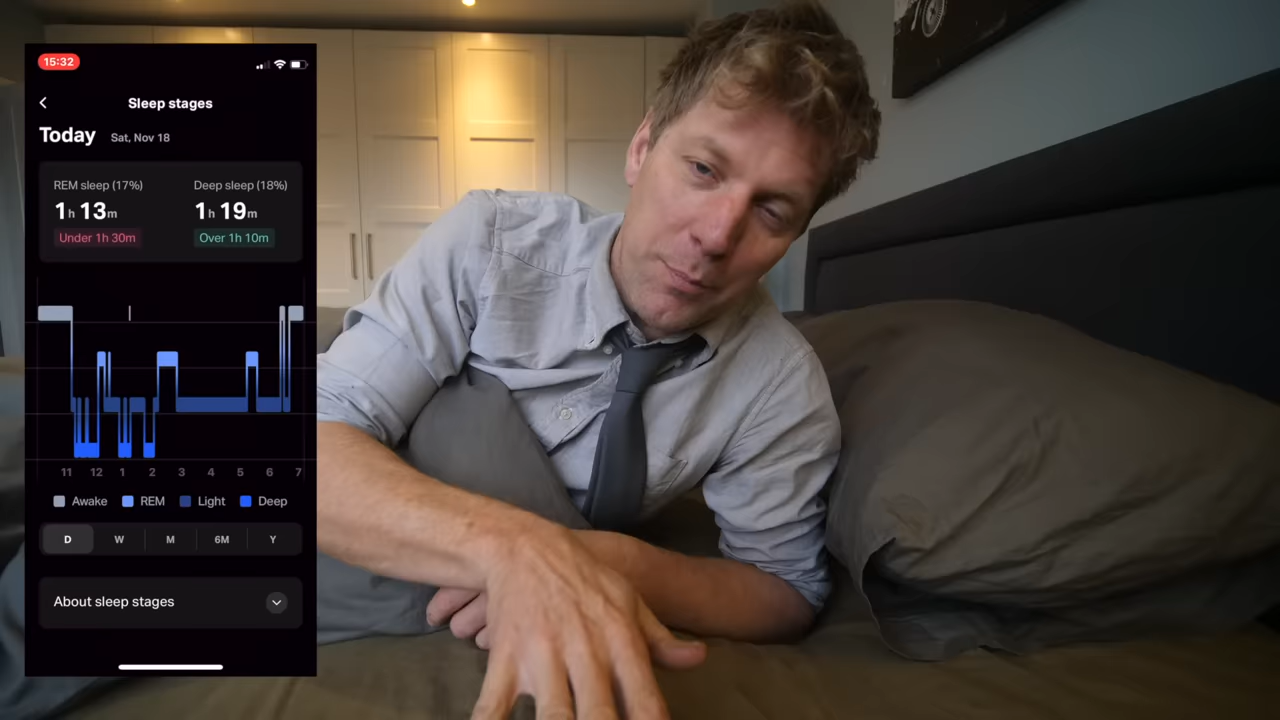 15:32
Sleep stages
Today Sat, Nov 18
REM sleep (17%) Deep sleep (18%)
1h 13m 1h 19m
Under 1h 30m Over 1h 10m
11 12 1 2 3 4 5 6 7
Awake REM Light Deep
D W M 6M Y
About sleep stages